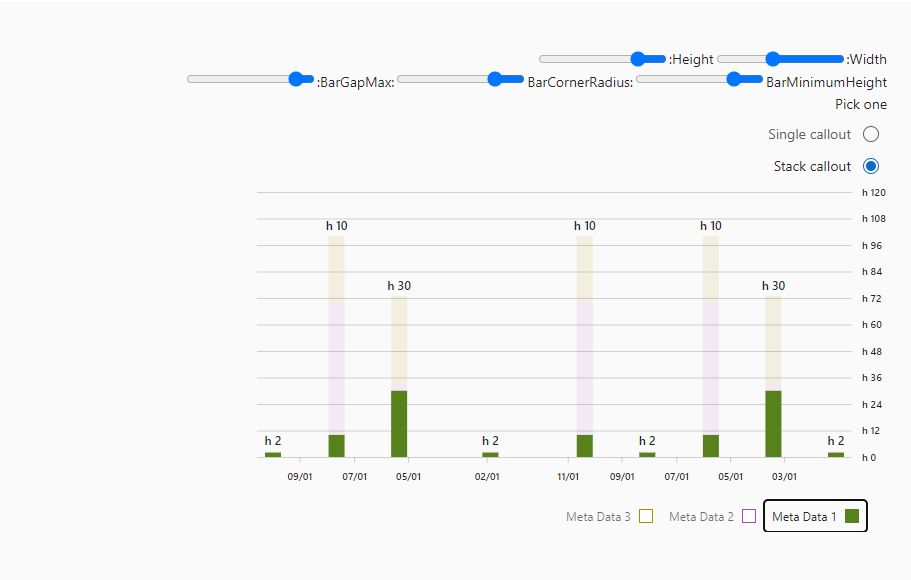 :Height :Width
:BarGapMax: BarCornerRadius: BarMinimumHeight
Pick one
Single callout
Stack callout
h 120
h 108
h 10 h 10 h 10
h 96
h 84
h 30 h 30
h 72
h 60
h 48
h 36
h 24
h 12
h 2 h 2 h 2 h 2
h 0
09/01 07/01 05/01 02/01 11/01 09/01 07/01 05/01 03/01
Meta Data 3 Meta Data 2 Meta Data 1